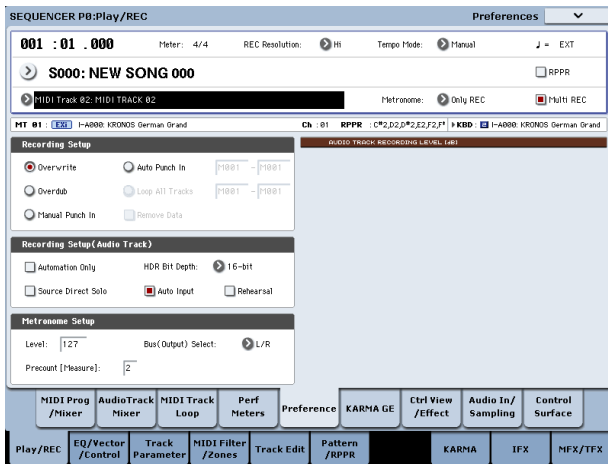 SEQUENCER P0:Play/REC Preferences
001 :01 .000 Meter: 4/4 REC Resolution: Hi Tempo Mode: Manual ♩ = EXT
S000: NEW SONG 000 RPPR
MIDI Track 02: MIDI TRACK 02 Metronome: Only REC Multi REC
MT 01 : EXi I-A000: KRONOS German Grand Ch :01 RPPR :C#2,D2,D#2,E2,F2,F# KBD: I-A000: KRONOS German Grand
Recording Setup AUDIO TRACK RECORDING LEVEL [dB]
Overwrite Auto Punch In M001 - M001
Overdub Loop All Tracks M001 - M001
Manual Punch In Remove Data
Recording Setup(Audio Track)
Automation Only HDR Bit Depth: 16-bit
Source Direct Solo Auto Input Rehearsal
Metronome Setup
Level: 127 Bus(Output) Select: L/R
Precount [Measure]: 2
MIDI Prog /Mixer AudioTrack Mixer MIDI Track Loop Perf Meters Preference KARMA GE Ctrl View /Effect Audio In/ Sampling Control Surface
Play/REC EQ/Vector /Control Track Parameter MIDI Filter /Zones Track Edit Pattern /RPPR KARMA IFX MFX/TFX